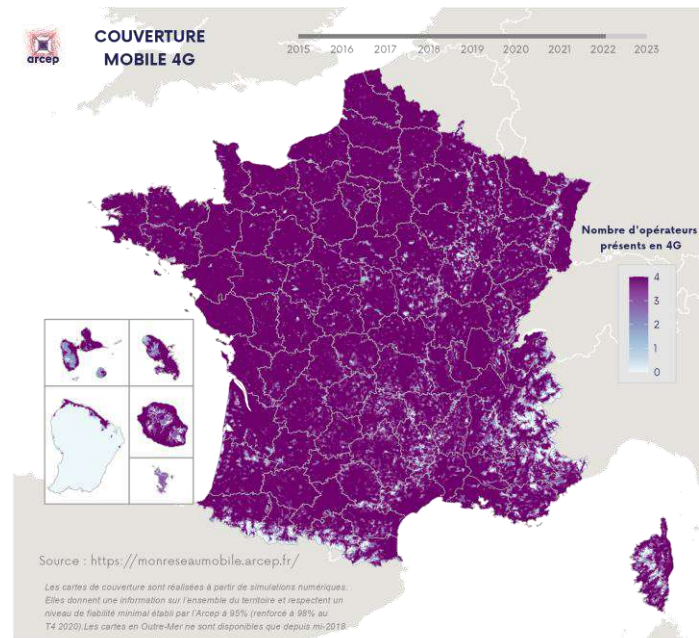 arcep
COUVERTURE
MOBILE 4G
2015 2016 2017 2018 2019 2020 2021 2022 2023
Nombre d'opérateurs
présents en 4G
4
3
2
1
0
Source : https://monreseaumobile.arcep.fr/
Les cartes de couverture sont réalisées à partir de simulations numériques.
Elles donnent une information sur l'ensemble du territoire et respectent un
niveau de fiabilité minimal établi par l'Arcep à 95% (renforcé à 98% au
T4 2020).Les cartes en Outre-Mer ne sont disponibles que depuis mi-2018.